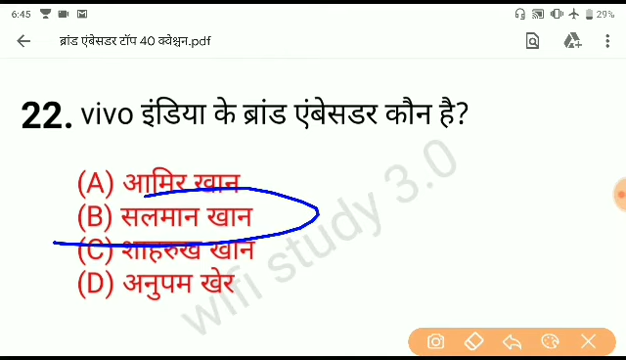 6:45
29%
ब्रांड एंबेसडर टॉप 40 क्वेश्चन.pdf
22. vivo इंडिया के ब्रांड एंबेसडर कौन है?
(A) आमिर खान
(B) सलमान खान
(C) शाहरुख खान
(D) अनुपम खेर
wifi study 3.0